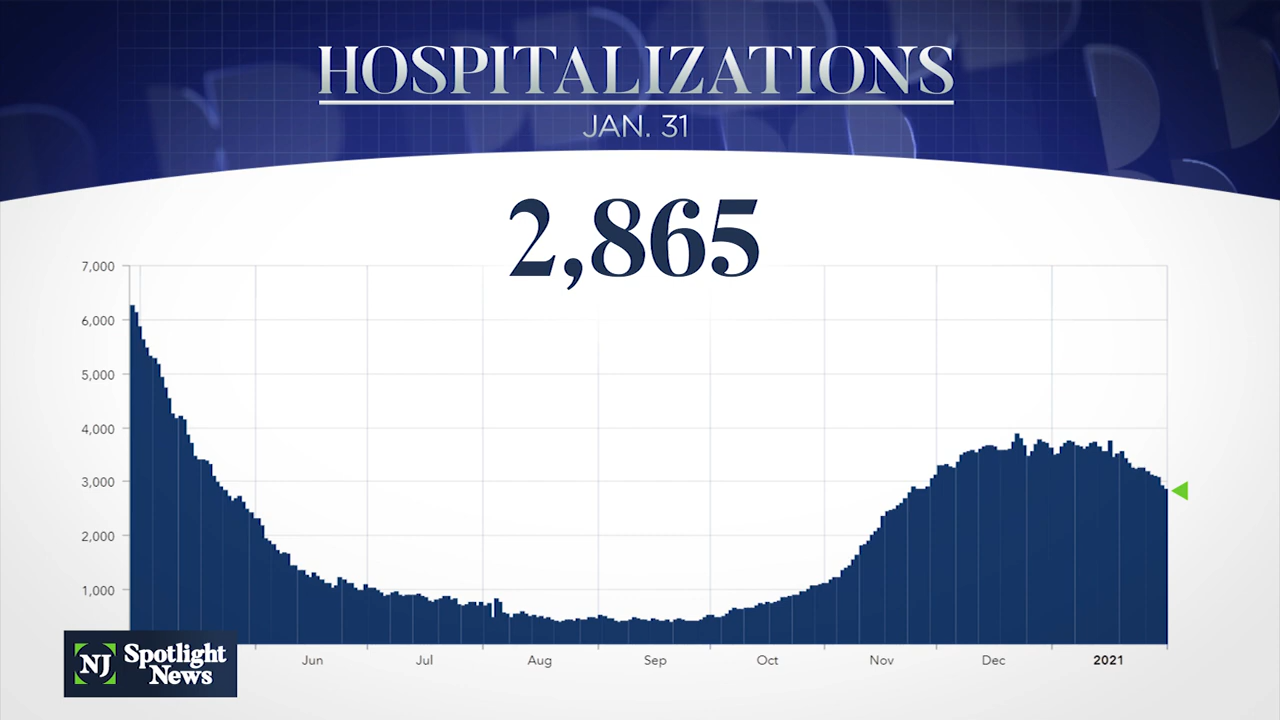 HOSPITALIZATIONS
JAN. 31
2,865
7,000
6,000
5,000
4,000
3,000
2,000
1,000
Jun Jul Aug Sep Oct Nov Dec 2021
NJ Spotlight
News